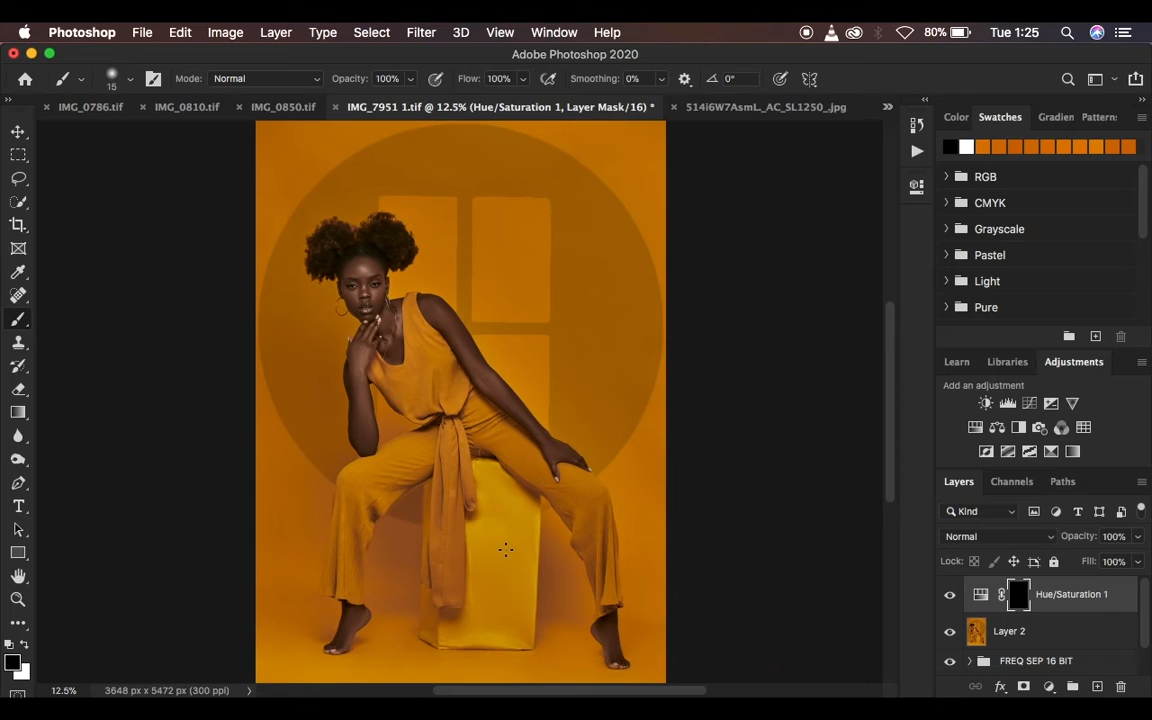 Photoshop File Edit Image Layer Type Select Filter 3D View Window Help 80% Tue 1:25
Adobe Photoshop 2020
15 Mode: Normal Opacity: 100% Flow: 100% Smoothing: 0% 0°
IMG_0786.tif IMG_0810.tif IMG_0850.tif IMG_7951 1.tif @ 12.5% (Hue/Saturation 1, Layer Mask/16) * 514i6W7AsmL_AC_SL1250_.jpg
Color Swatches Gradien Pattern
RGB
CMYK
Grayscale
Pastel
Light
Pure
Learn Libraries Adjustments
Add an adjustment
Layers Channels Paths
Kind
Normal Opacity: 100%
Lock: Fill: 100%
Hue/Saturation 1
Layer 2
FREQ SEP 16 BIT
12.5% 3648 px x 5472 px (300 ppi)